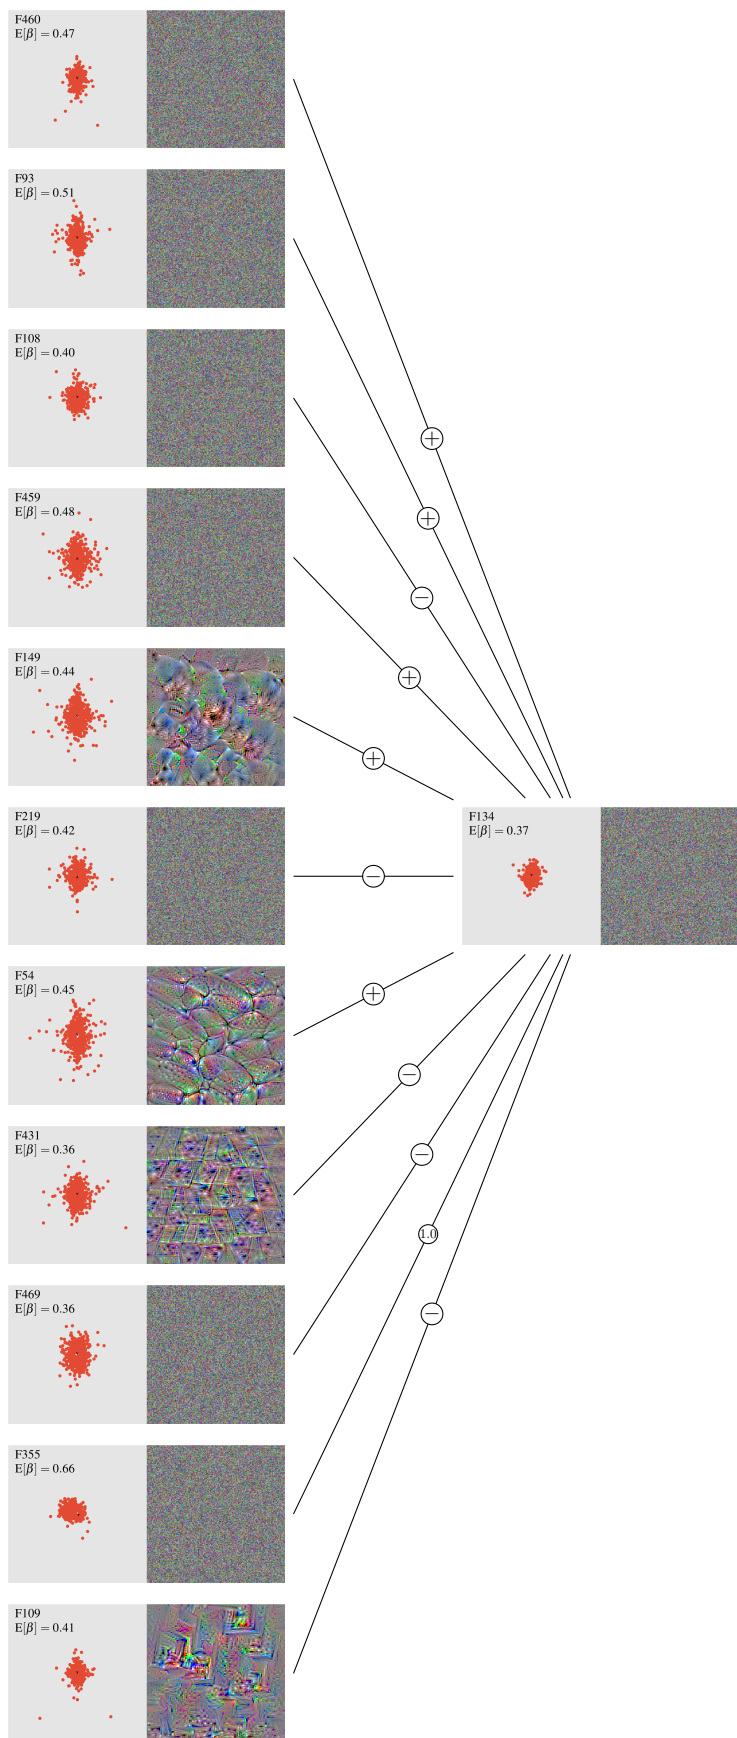 F460
E[β] = 0.47
F93
E[β] = 0.51
F108
E[β] = 0.40
+
+
F459
E[β] = 0.48
−
F149
E[β] = 0.44
+
+
F219
E[β] = 0.42
F134
E[β] = 0.37
−
F54
E[β] = 0.45
+
−
F431
E[β] = 0.36
−
1.0
F469
E[β] = 0.36
−
F355
E[β] = 0.66
F109
E[β] = 0.41